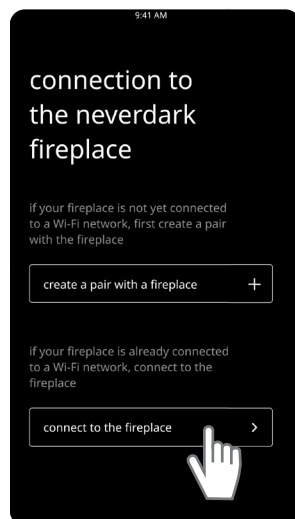 9:41 AM
connection to
the neverdark
fireplace
if your fireplace is not yet connected
to a Wi-Fi network, first create a pair
with the fireplace
create a pair with a fireplace +
if your fireplace is already connected
to a Wi-Fi network, connect to the
fireplace
connect to the fireplace >